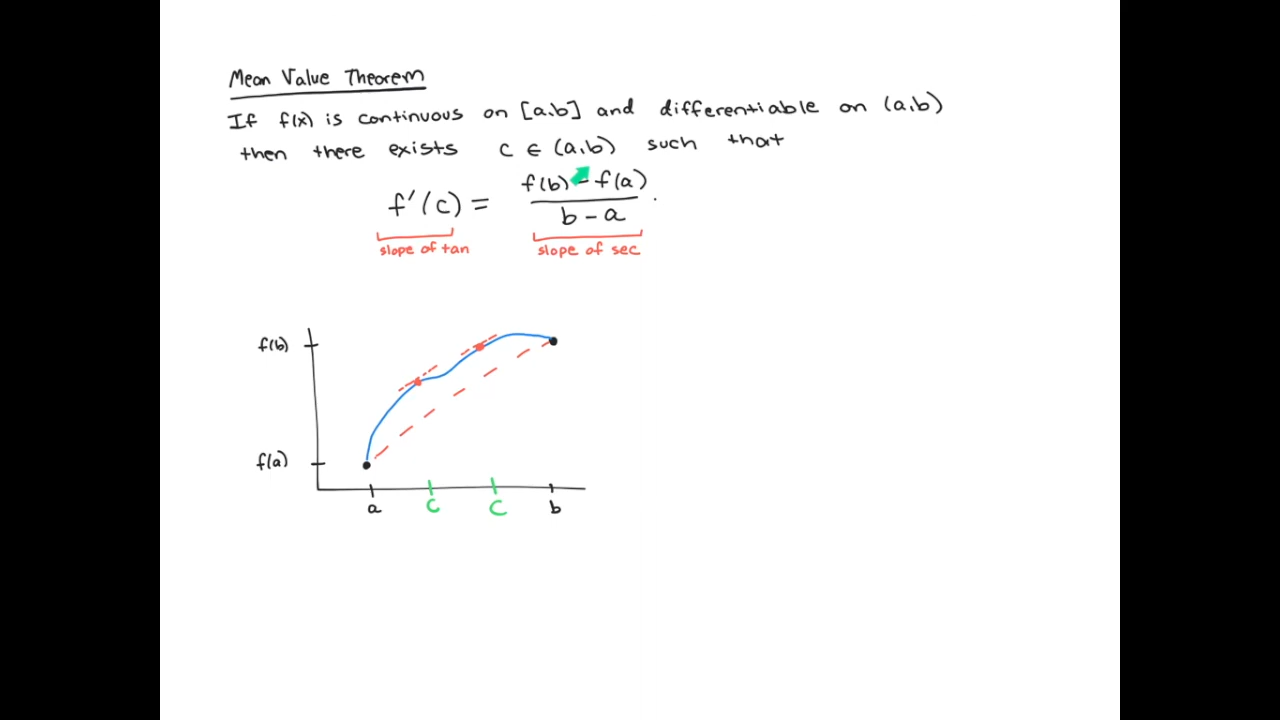 Mean Value Theorem
If f(x) is continuous on [a,b] and differentiable on (a,b)
then there exists c ∈ (a,b) such that
f'(c) = f(b) - f(a) / b - a .
slope of tan slope of sec
f(b)
f(a)
a c c b